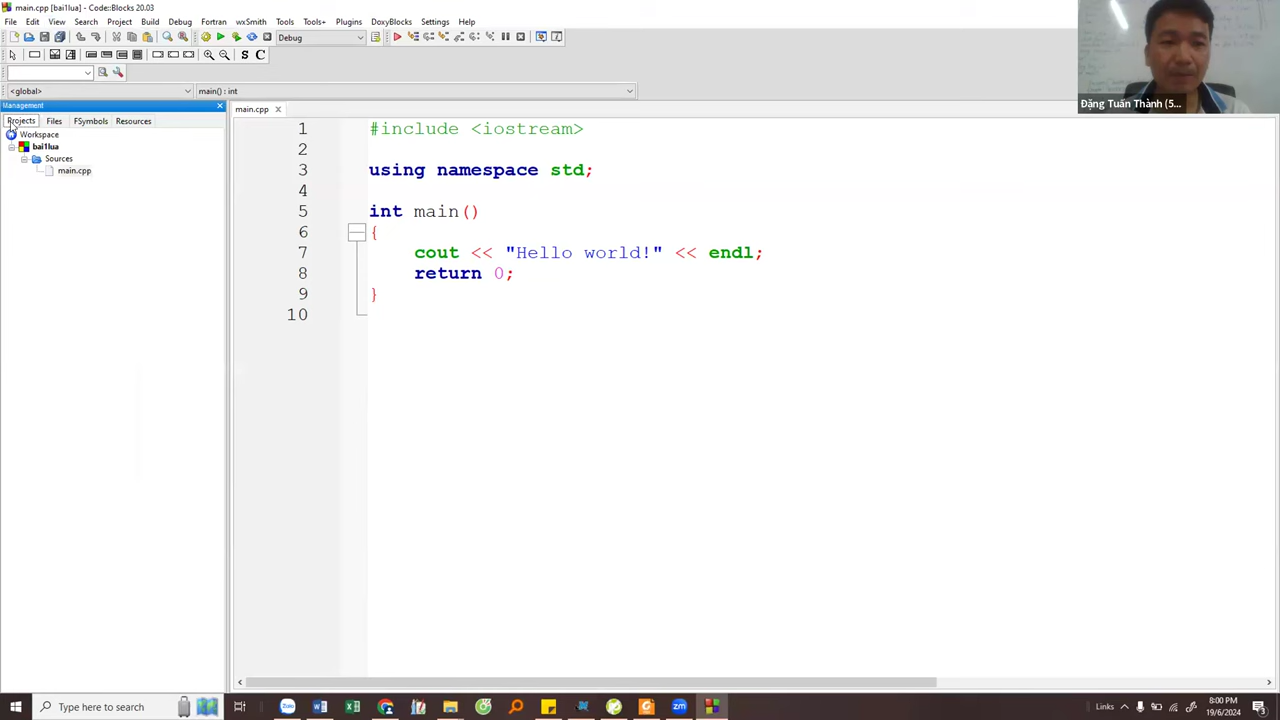 main.cpp [bai1lua] - Code::Blocks 20.03
File Edit View Search Project Build Debug Fortran wxSmith Tools Tools+ Plugins DoxyBlocks Settings Help
Debug
S C
<global> main() : int
Management
Projects Files FSymbols Resources
Workspace
bai1lua
Sources
main.cpp
main.cpp
1 #include <iostream>
2
3 using namespace std;
4
5 int main()
6 {
7 cout << "Hello world!" << endl;
8 return 0;
9 }
10
Đặng Tuấn Thành (5...
Type here to search
Zalo
zm
Links
8:00 PM
19/6/2024